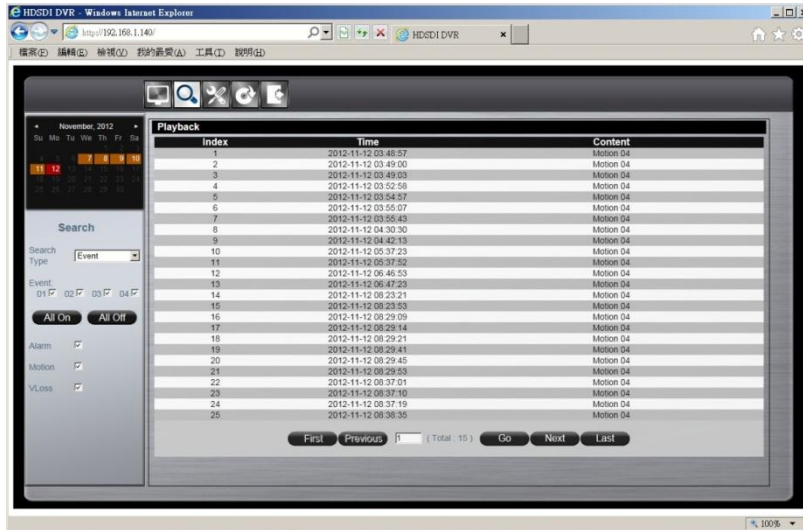 HDSDI DVR - Windows Internet Explorer
http://192.168.1.140/
HDSDI DVR
檔案(F) 編輯(E) 檢視(V) 我的最愛(A) 工具(T) 說明(H)
November, 2012
Su Mo Tu We Th Fr Sa
7 8 9 10
11 12
Search
Search Type
Event
Event:
01 02 03 04
All On All Off
Alarm
Motion
VLoss
Playback
Index Time Content
1 2012-11-12 03:48:57 Motion 04
2 2012-11-12 03:49:00 Motion 04
3 2012-11-12 03:49:03 Motion 04
4 2012-11-12 03:52:58 Motion 04
5 2012-11-12 03:54:57 Motion 04
6 2012-11-12 03:55:07 Motion 04
7 2012-11-12 03:55:43 Motion 04
8 2012-11-12 04:30:30 Motion 04
9 2012-11-12 04:42:13 Motion 04
10 2012-11-12 05:37:23 Motion 04
11 2012-11-12 05:37:52 Motion 04
12 2012-11-12 06:46:53 Motion 04
13 2012-11-12 06:47:23 Motion 04
14 2012-11-12 08:23:21 Motion 04
15 2012-11-12 08:23:53 Motion 04
16 2012-11-12 08:29:09 Motion 04
17 2012-11-12 08:29:14 Motion 04
18 2012-11-12 08:29:21 Motion 04
19 2012-11-12 08:29:41 Motion 04
20 2012-11-12 08:29:45 Motion 04
21 2012-11-12 08:29:53 Motion 04
22 2012-11-12 08:37:01 Motion 04
23 2012-11-12 08:37:10 Motion 04
24 2012-11-12 08:37:19 Motion 04
25 2012-11-12 08:38:35 Motion 04
First Previous 1 ( Total : 15 ) Go Next Last
100%